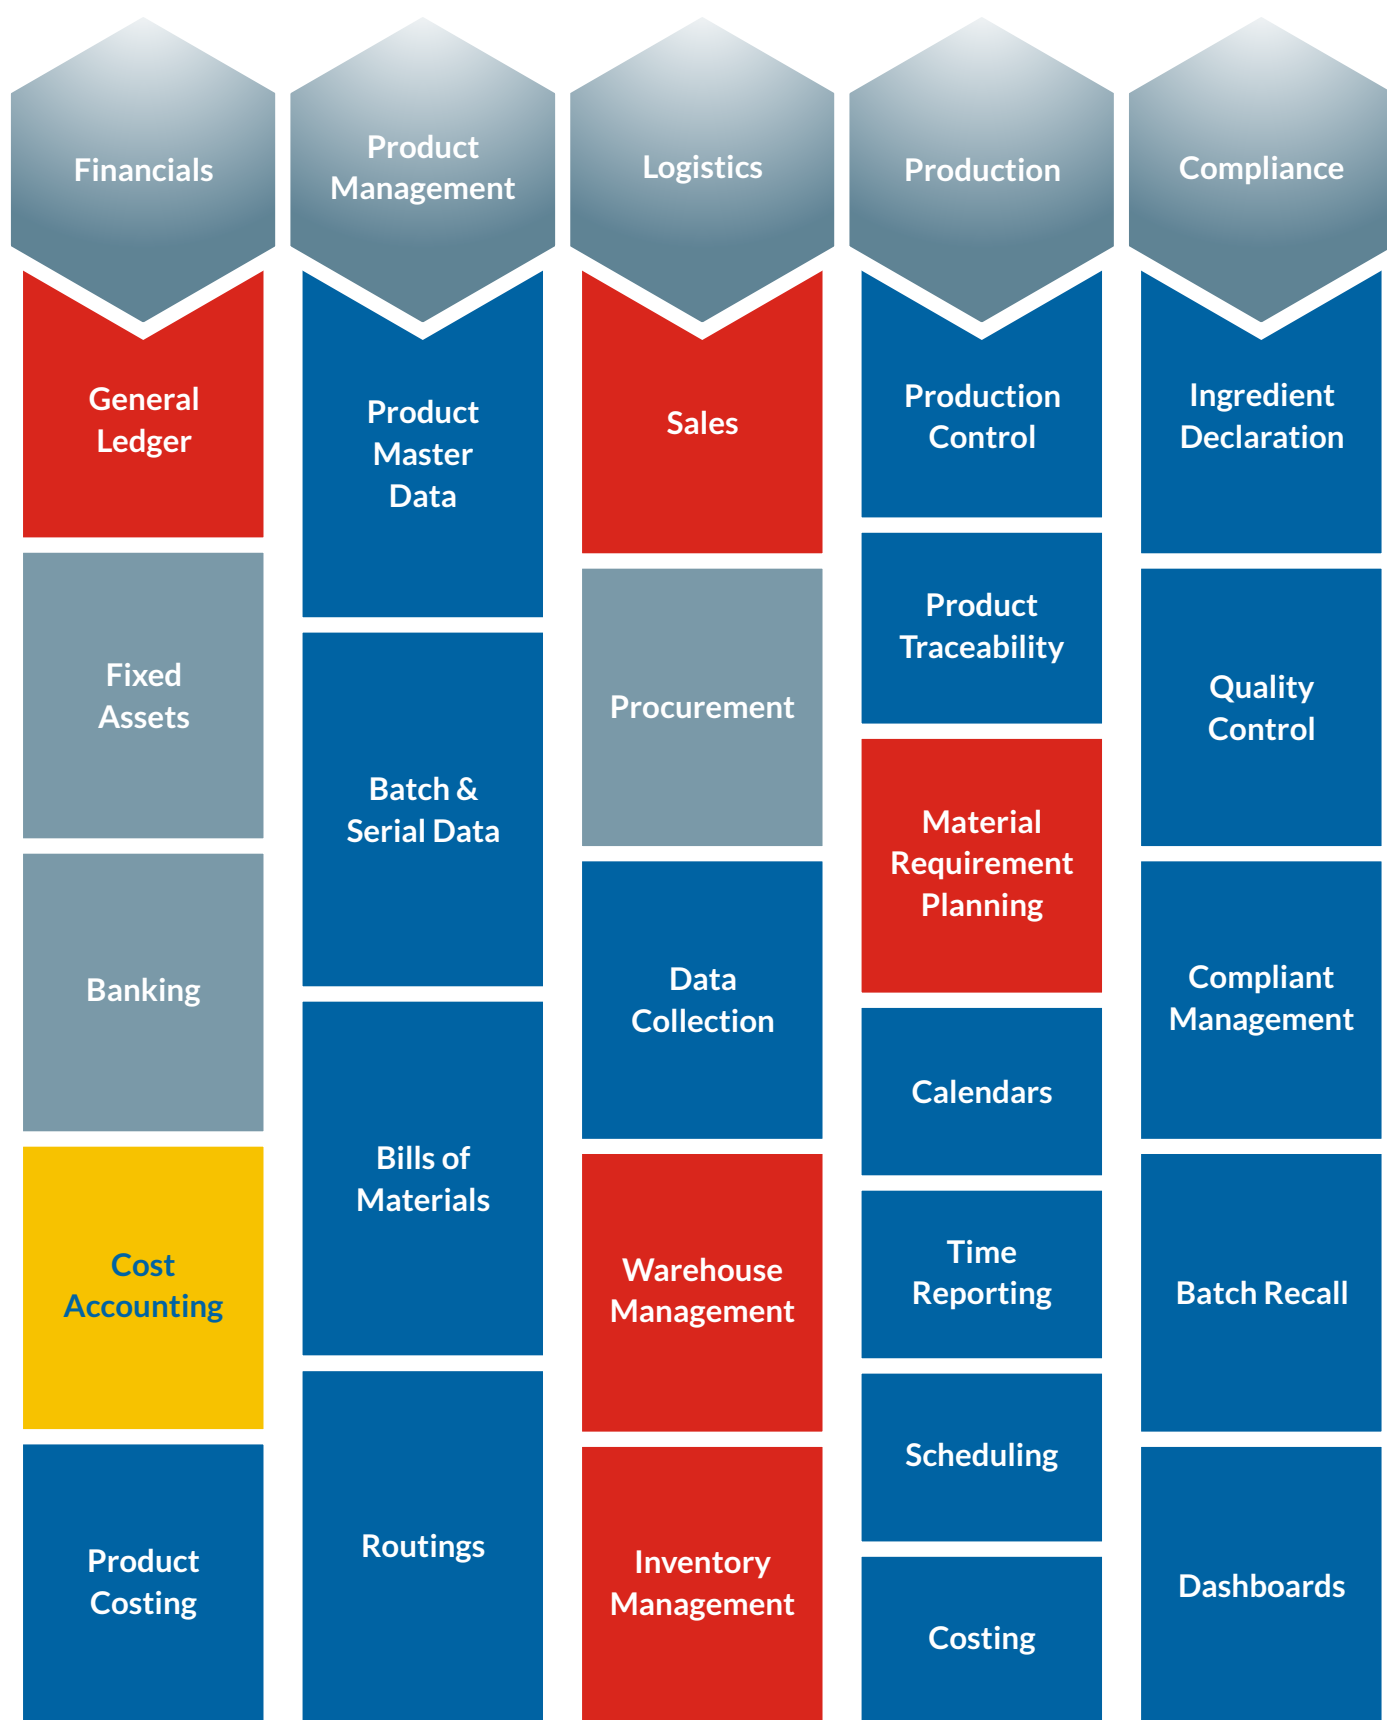 Financials
Product
Management
Logistics
Production
Compliance
General
Ledger
Fixed
Assets
Banking
Cost
Accounting
Product
Costing
Product
Master
Data
Batch &
Serial Data
Bills of
Materials
Routings
Sales
Procurement
Data
Collection
Warehouse
Management
Inventory
Management
Production
Control
Product
Traceability
Material
Requirement
Planning
Calendars
Time
Reporting
Scheduling
Costing
Ingredient
Declaration
Quality
Control
Compliant
Management
Batch Recall
Dashboards